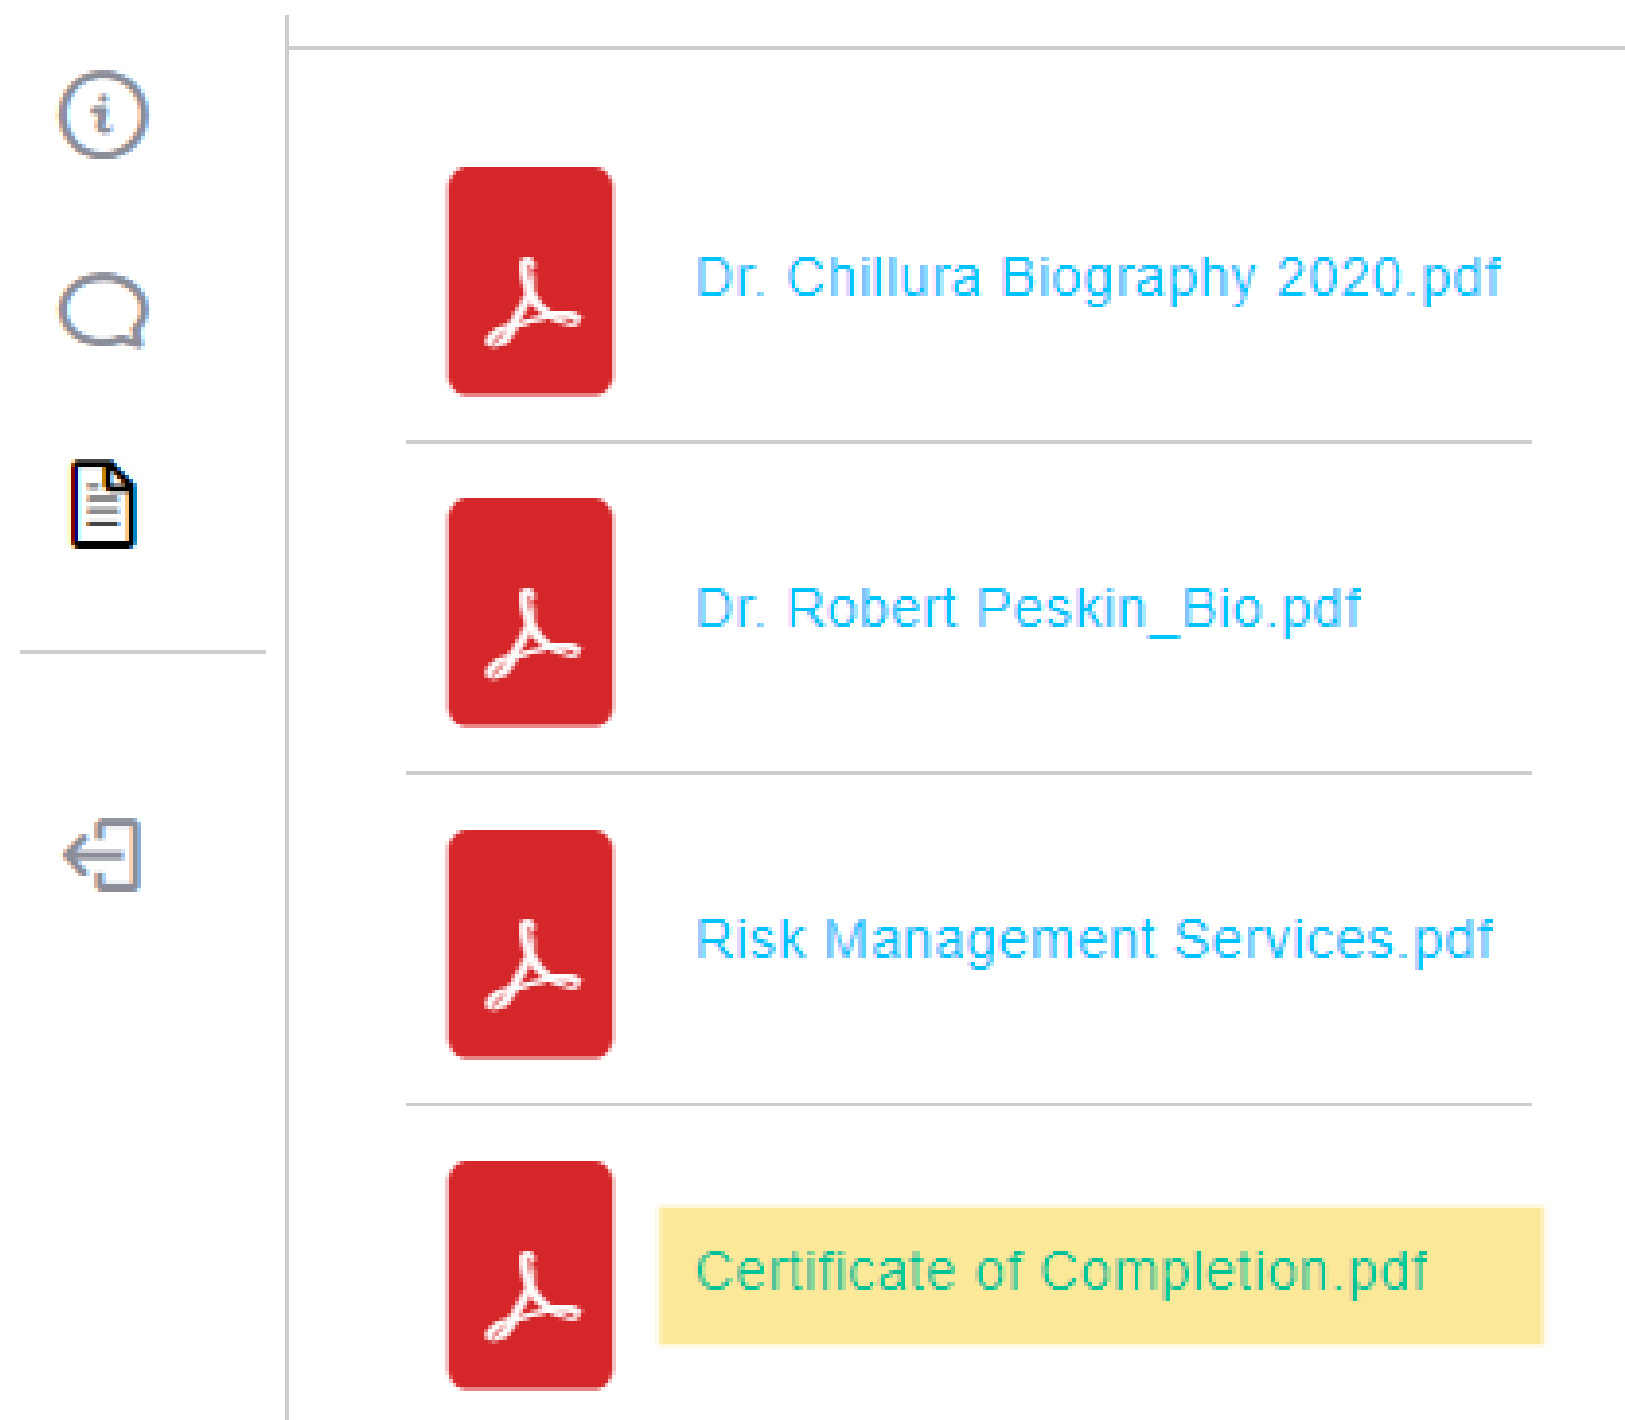 Dr. Chillura Biography 2020.pdf
Dr. Robert Peskin_Bio.pdf
Risk Management Services.pdf
Certificate of Completion.pdf